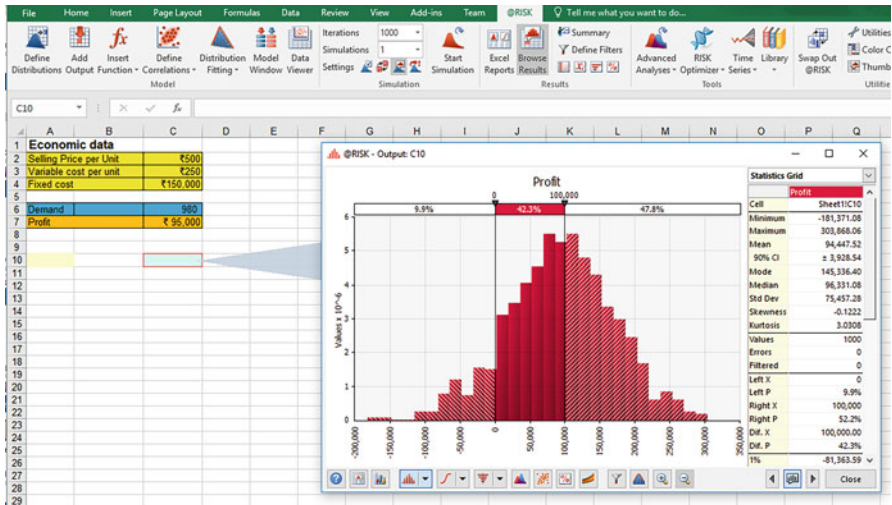 File Home Insert Page Layout Formulas Data Review View Add-ins Team @RISK Tell me what you want to do...
Define Distributions
Add Output
Insert Function
Define Correlations
Distribution Fitting
Model Window
Data Viewer
Model
Iterations 1000
Simulations 1
Settings
Start Simulation
Simulation
Excel Reports
Browse Results
Summary
Define Filters
Results
Advanced Analyses
RISK Optimizer
Time Series
Library
Tools
Swap Out @RISK
Utilities
Color C
Thumb
Utilitie
C10 fx
A B C D E F G H I J K L M N O P Q
1 Economic data
2 Selling Price per Unit ₹500
3 Variable cost per unit ₹250
4 Fixed cost ₹150,000
5
6 Demand 980
7 Profit ₹ 95,000
8
9
10
11
12
13
14
15
16
17
18
19
20
21
22
23
24
25
26
27
28
29
@RISK - Output: C10
Profit
0 100,000
9.9% 42.3% 47.8%
Values x 10^-6
6
5
4
3
2
1
0
-200,000 -150,000 -100,000 -50,000 0 50,000 100,000 150,000 200,000 250,000 300,000 350,000
Statistics Grid
Profit
Cell Sheet1!C10
Minimum -181,371.08
Maximum 303,868.06
Mean 94,447.52
90% CI ± 3,928.54
Mode 145,336.40
Median 96,331.08
Std Dev 75,457.28
Skewness -0.1222
Kurtosis 3.0308
Values 1000
Errors 0
Filtered 0
Left X 0
Left P 9.9%
Right X 100,000
Right P 52.2%
Dif. X 100,000.00
Dif. P 42.3%
1% -81,363.59
Close